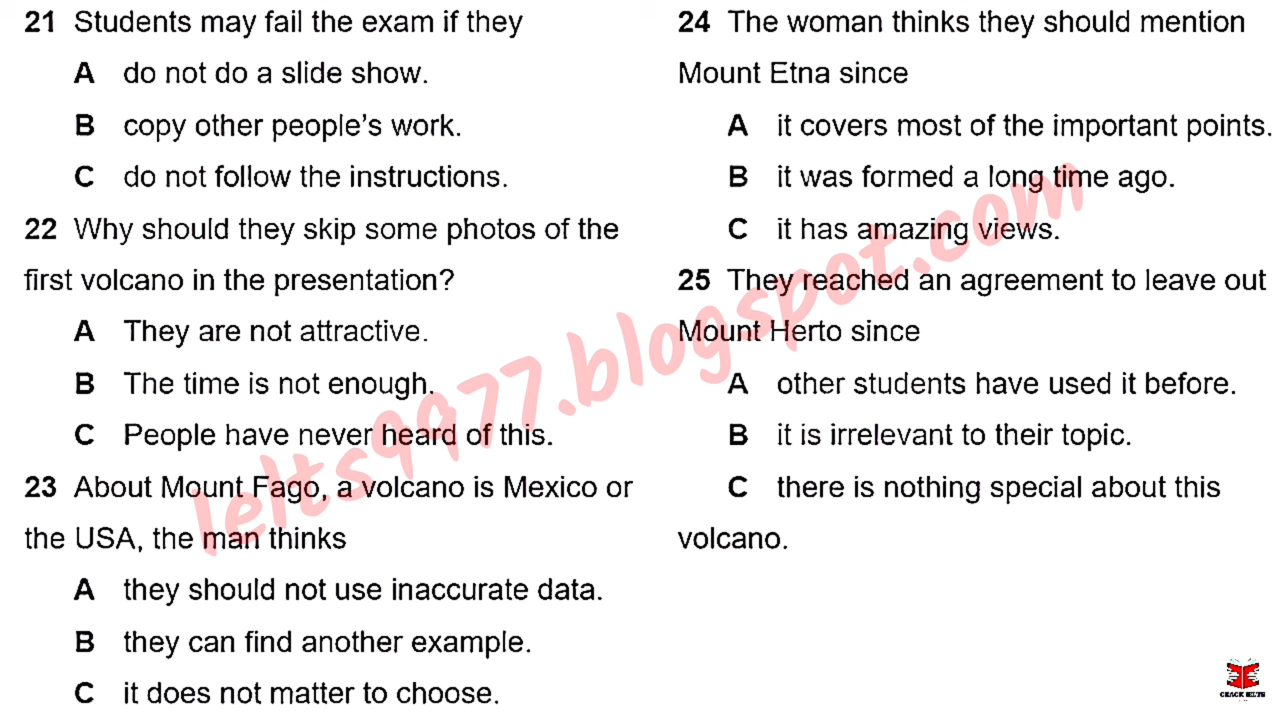 21 Students may fail the exam if they
A do not do a slide show.
B copy other people's work.
C do not follow the instructions.
22 Why should they skip some photos of the
first volcano in the presentation?
A They are not attractive.
B The time is not enough.
C People have never heard of this.
23 About Mount Fago, a volcano is Mexico or
the USA, the man thinks
A they should not use inaccurate data.
B they can find another example.
C it does not matter to choose.
24 The woman thinks they should mention
Mount Etna since
A it covers most of the important points.
B it was formed a long time ago.
C it has amazing views.
25 They reached an agreement to leave out
Mount Herto since
A other students have used it before.
B it is irrelevant to their topic.
C there is nothing special about this
volcano.
Ielts9977.blogspot.com
CRACK IELTS